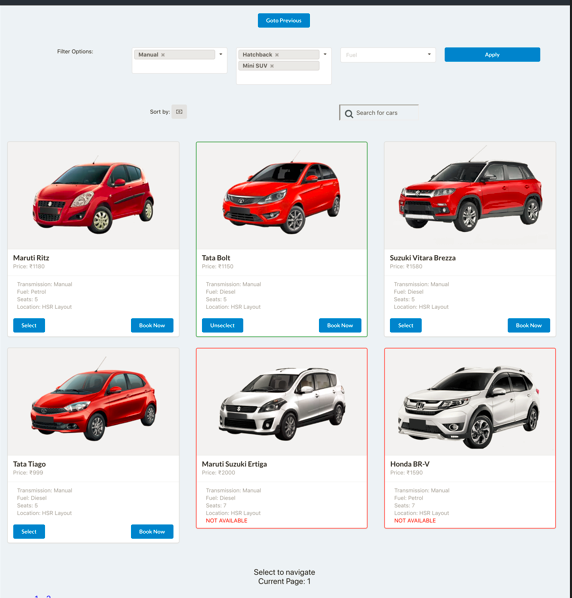 Goto Previous
Filter Options:
Manual
Hatchback
Mini SUV
Fuel
Apply
Sort by:
Search for cars
Maruti Ritz
Price: ₹1180
Transmission: Manual
Fuel: Petrol
Seats: 5
Location: HSR Layout
Select
Book Now
Tata Bolt
Price: ₹1150
Transmission: Manual
Fuel: Diesel
Seats: 5
Location: HSR Layout
Unseclect
Book Now
Suzuki Vitara Brezza
Price: ₹1580
Transmission: Manual
Fuel: Diesel
Seats: 5
Location: HSR Layout
Select
Book Now
Tata Tiago
Price: ₹999
Transmission: Manual
Fuel: Diesel
Seats: 5
Location: HSR Layout
Select
Book Now
Maruti Suzuki Ertiga
Price: ₹2000
Transmission: Manual
Fuel: Diesel
Seats: 7
Location: HSR Layout
NOT AVAILABLE
Honda BR-V
Price: ₹1590
Transmission: Manual
Fuel: Petrol
Seats: 7
Location: HSR Layout
NOT AVAILABLE
Select to navigate
Current Page: 1
1 2